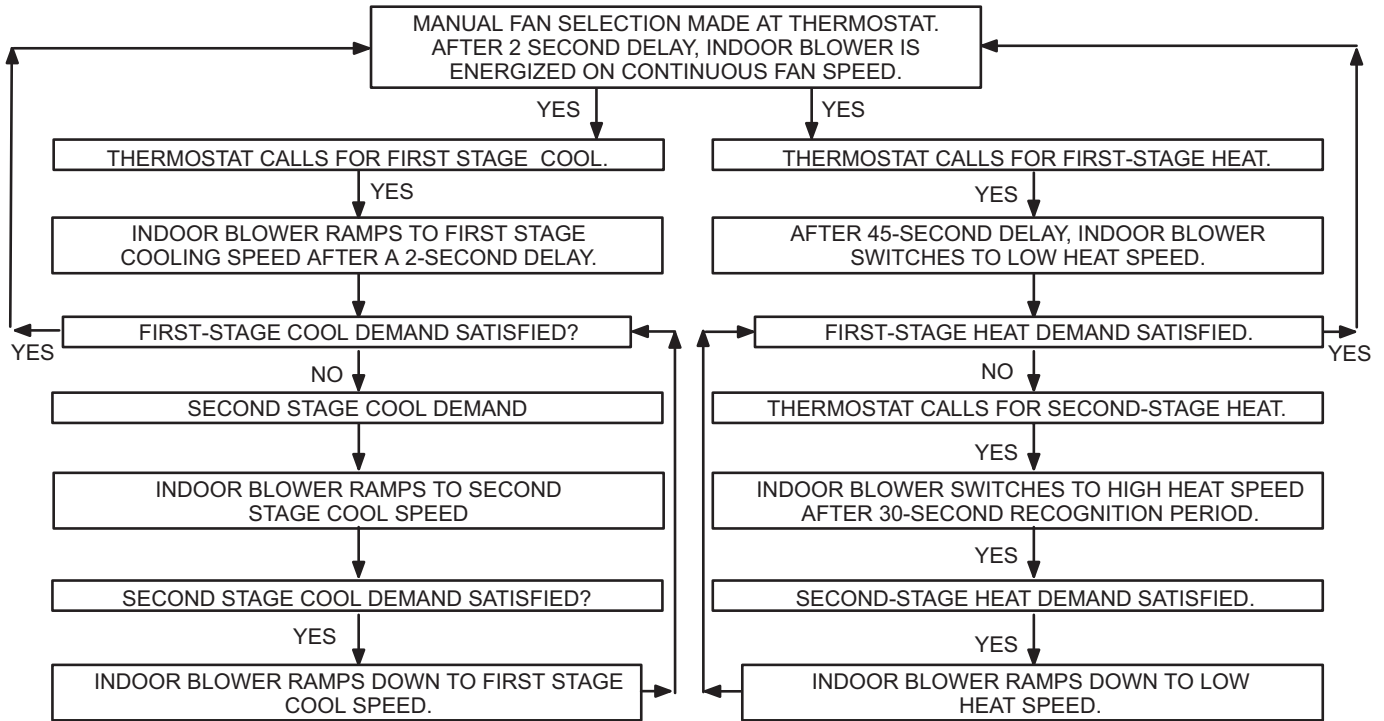 MANUAL FAN SELECTION MADE AT THERMOSTAT.
AFTER 2 SECOND DELAY, INDOOR BLOWER IS
ENERGIZED ON CONTINUOUS FAN SPEED.
YES
YES
THERMOSTAT CALLS FOR FIRST STAGE COOL.
THERMOSTAT CALLS FOR FIRST-STAGE HEAT.
YES
YES
INDOOR BLOWER RAMPS TO FIRST STAGE
COOLING SPEED AFTER A 2-SECOND DELAY.
AFTER 45-SECOND DELAY, INDOOR BLOWER
SWITCHES TO LOW HEAT SPEED.
YES
FIRST-STAGE COOL DEMAND SATISFIED?
FIRST-STAGE HEAT DEMAND SATISFIED.
YES
NO
NO
SECOND STAGE COOL DEMAND
THERMOSTAT CALLS FOR SECOND-STAGE HEAT.
YES
INDOOR BLOWER RAMPS TO SECOND
STAGE COOL SPEED
INDOOR BLOWER SWITCHES TO HIGH HEAT SPEED
AFTER 30-SECOND RECOGNITION PERIOD.
YES
SECOND STAGE COOL DEMAND SATISFIED?
SECOND-STAGE HEAT DEMAND SATISFIED.
YES
YES
INDOOR BLOWER RAMPS DOWN TO FIRST STAGE
COOL SPEED.
INDOOR BLOWER RAMPS DOWN TO LOW
HEAT SPEED.